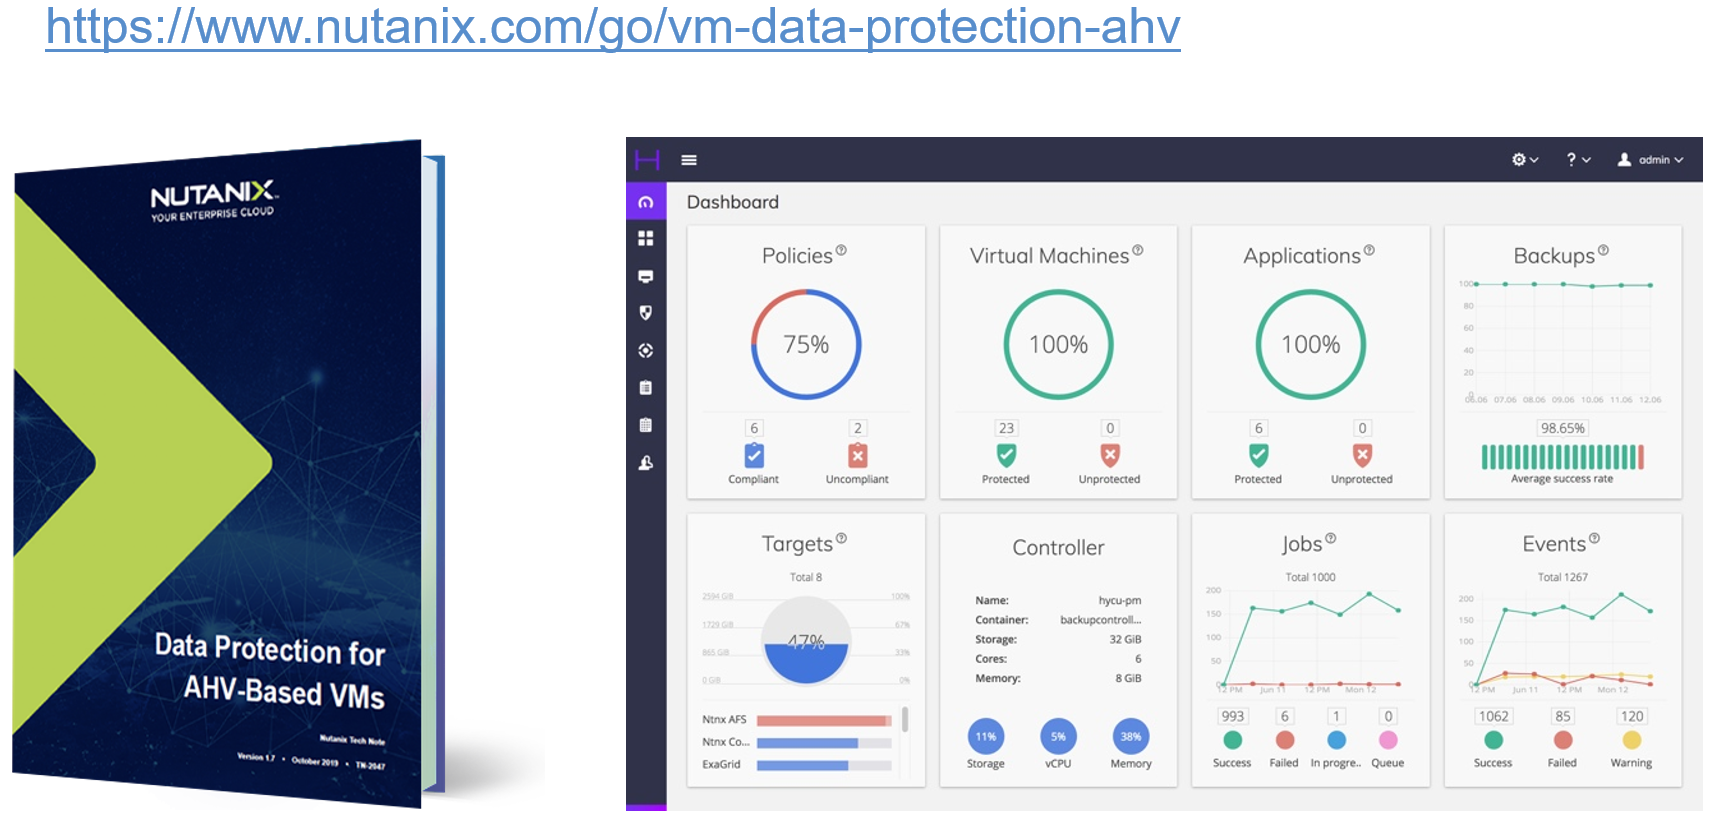 https://www.nutanix.com/go/vm-data-protection-ahv
NUTANIX™
YOUR ENTERPRISE CLOUD
Data Protection for
AHV-Based VMs
Nutanix Tech Note
Version 1.7 • October 2019 • TN-2047
admin
Dashboard
Policies
75%
6
2
Compliant
Uncompliant
Virtual Machines
100%
23
0
Protected
Unprotected
Applications
100%
6
0
Protected
Unprotected
Backups
100
80
60
40
20
0
06.06 07.06 08.06 09.06 10.06 11.06 12.06
98.65%
Average success rate
Targets
Total 8
2594 GiB 100%
1729 GiB 67%
47%
865 GiB 33%
0 GiB 0%
Ntnx AFS
Ntnx Co...
ExaGrid
Controller
Name: hycu-pm
Container: backupcontroll...
Storage: 32 GiB
Cores: 6
Memory: 8 GiB
11% 5% 38%
Storage vCPU Memory
Jobs
Total 1000
200
150
100
50
0
12 PM Jun 11 12 PM Mon 12
993 6 1 0
Success Failed In progre.. Queue
Events
Total 1267
200
150
100
50
0
12 PM Jun 11 12 PM Mon 12
1062 85 120
Success Failed Warning